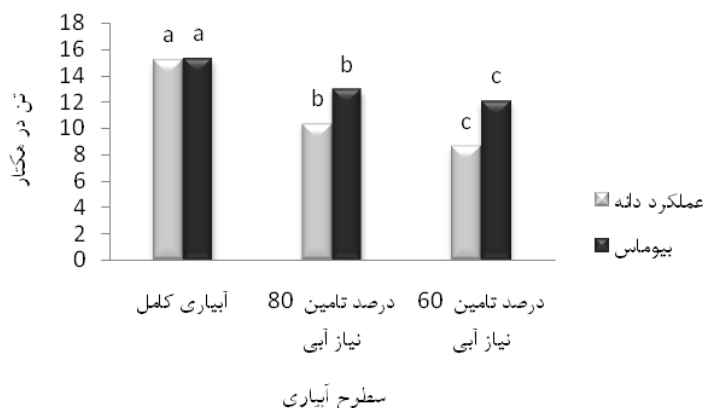 18
16
14
12
10
8
6
4
2
0
تن در هکتار
a a
b b
c c
آبیاری کامل
80 درصد تامین
نیاز آبی
60 درصد تامین
نیاز آبی
سطوح آبیاری
عملکرد دانه
بیوماس